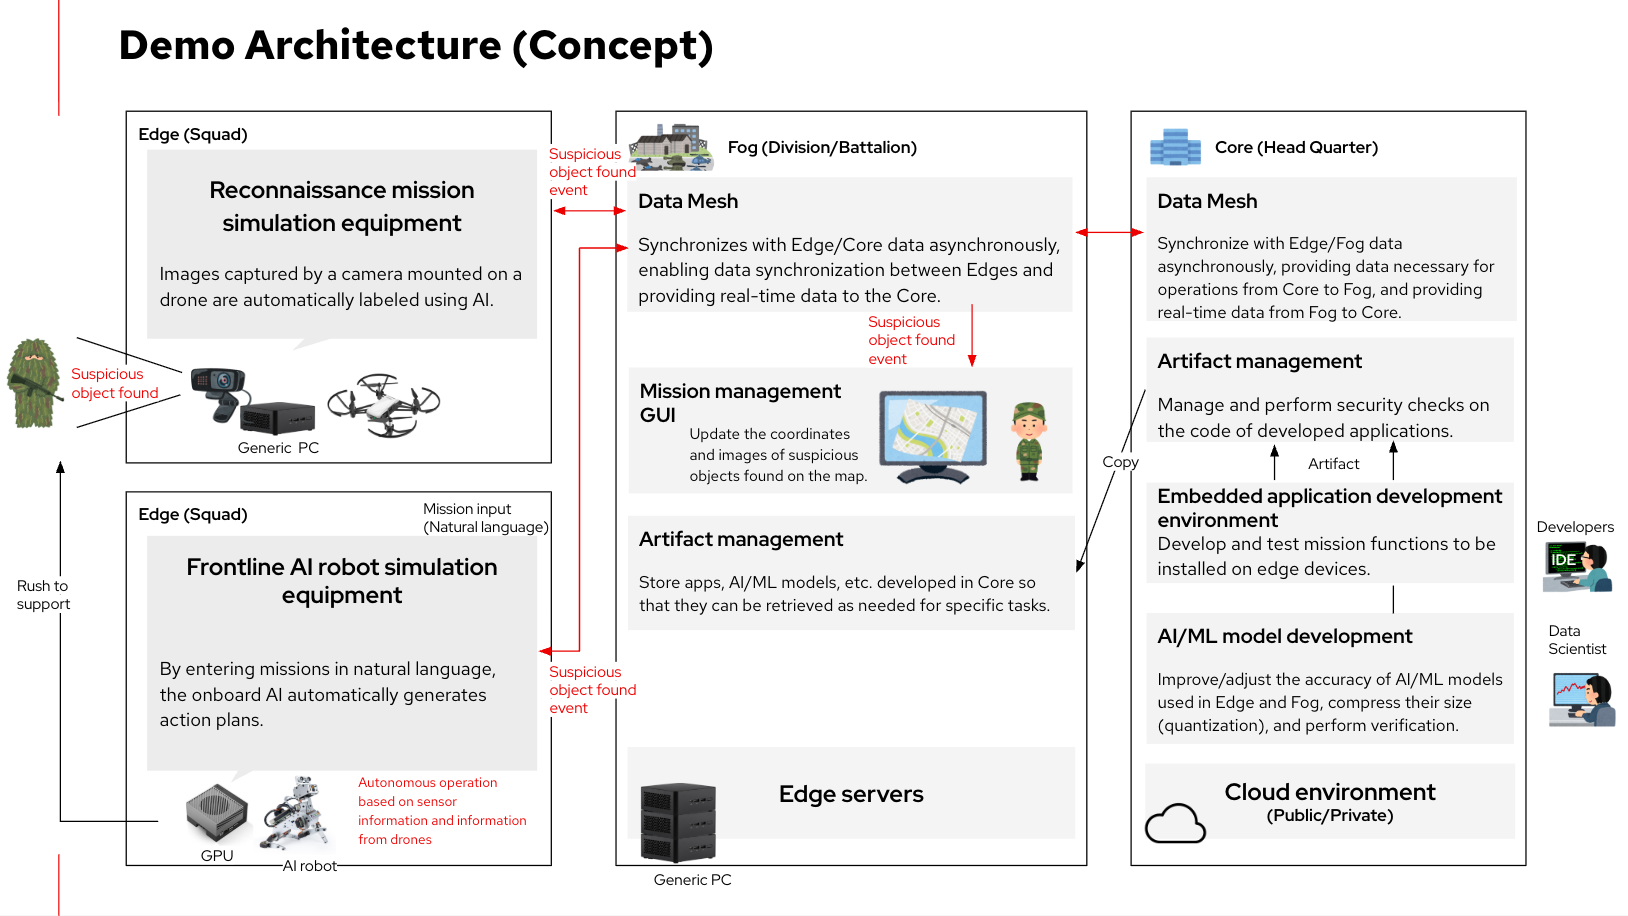 Demo Architecture (Concept)
Edge (Squad)
Reconnaissance mission
simulation equipment
Images captured by a camera mounted on a
drone are automatically labeled using AI.
Suspicious
object found
Generic PC
Edge (Squad)
Mission input
(Natural language)
Frontline AI robot simulation
equipment
By entering missions in natural language,
the onboard AI automatically generates
action plans.
Rush to
support
Autonomous operation
based on sensor
information and information
from drones
GPU
AI robot
Suspicious
object found
event
Suspicious
object found
event
Fog (Division/Battalion)
Data Mesh
Synchronizes with Edge/Core data asynchronously,
enabling data synchronization between Edges and
providing real-time data to the Core.
Suspicious
object found
event
Mission management
GUI
Update the coordinates
and images of suspicious
objects found on the map.
Artifact management
Store apps, AI/ML models, etc. developed in Core so
that they can be retrieved as needed for specific tasks.
Edge servers
Generic PC
Copy
Core (Head Quarter)
Data Mesh
Synchronize with Edge/Fog data
asynchronously, providing data necessary for
operations from Core to Fog, and providing
real-time data from Fog to Core.
Artifact management
Manage and perform security checks on
the code of developed applications.
Artifact
Embedded application development
environment
Develop and test mission functions to be
installed on edge devices.
AI/ML model development
Improve/adjust the accuracy of AI/ML models
used in Edge and Fog, compress their size
(quantization), and perform verification.
Cloud environment
(Public/Private)
Developers
IDE
Data
Scientist